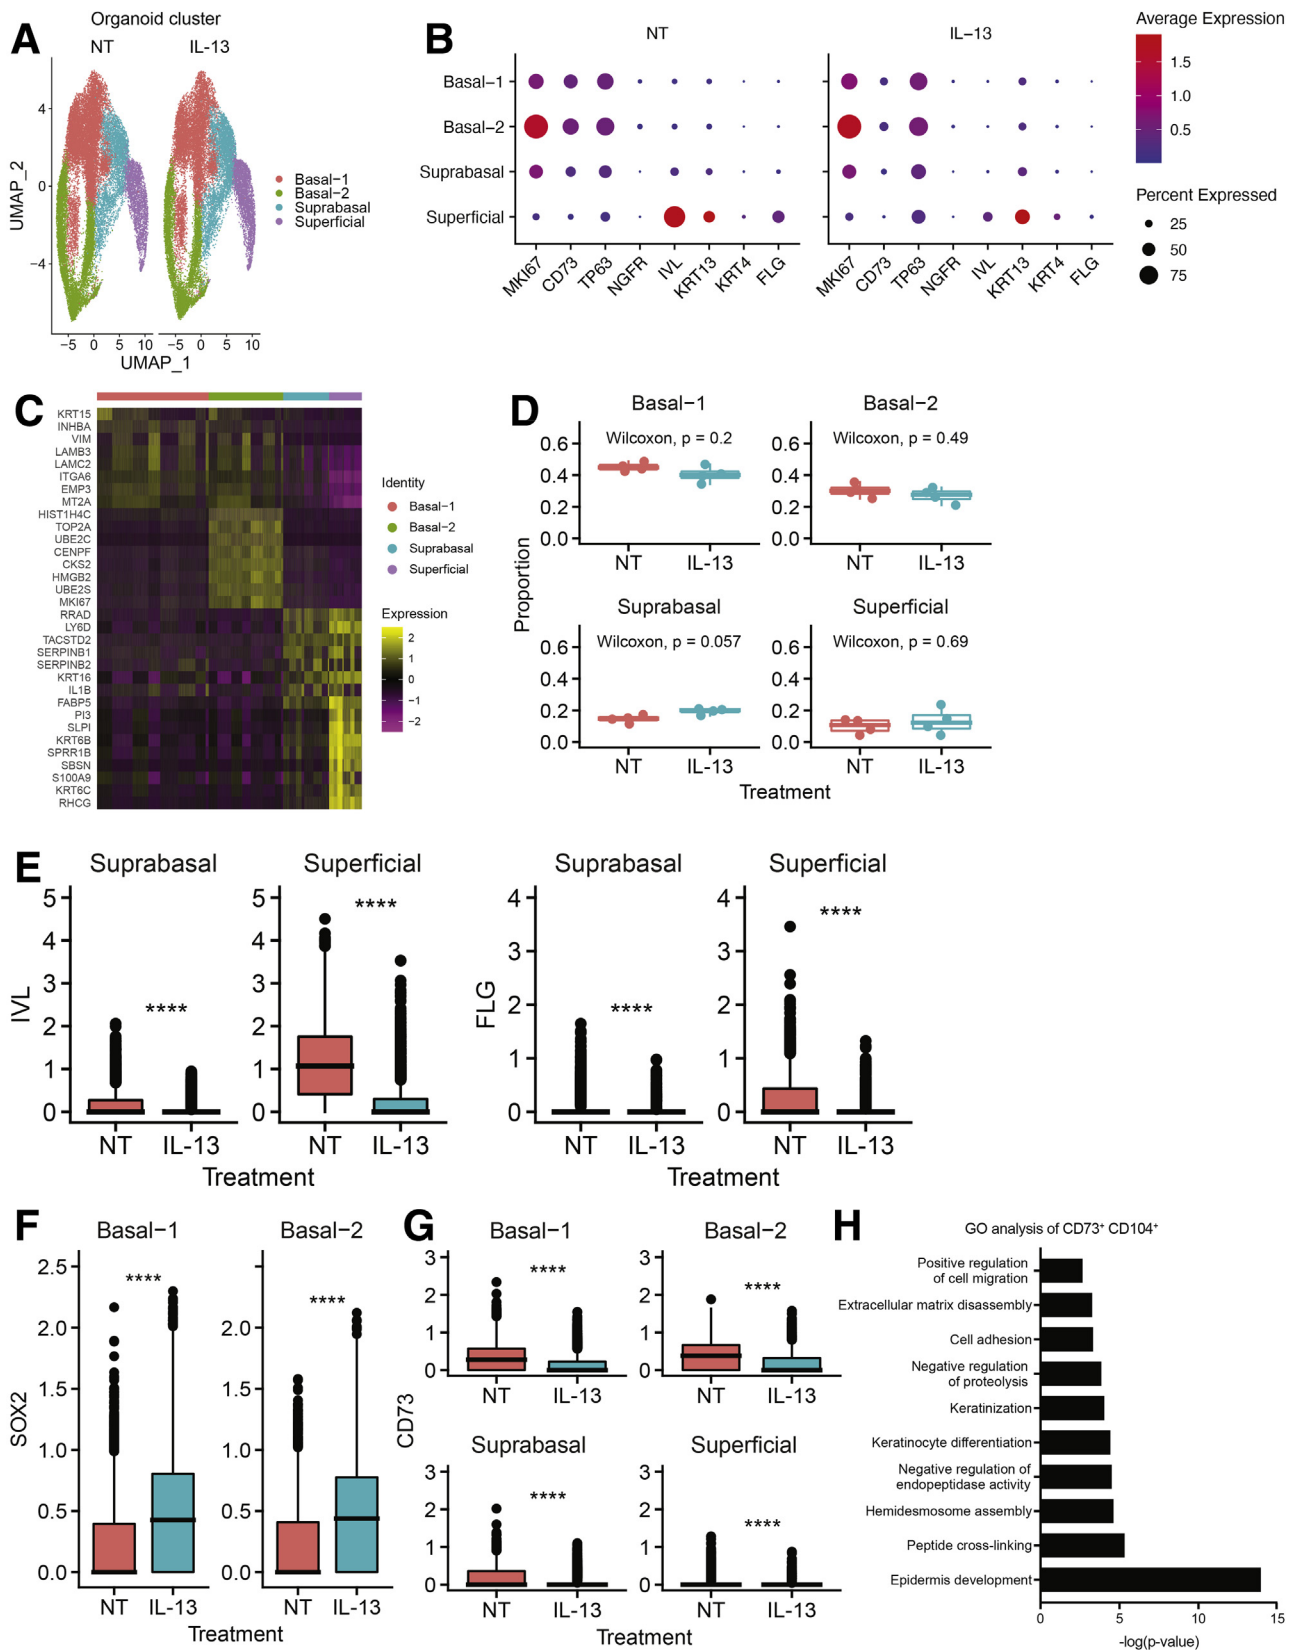 A
Organoid cluster
NT
IL-13
UMAP_2
4
0
−4
−5
0
5
10
−5
0
5
10
UMAP_1
Basal−1
Basal−2
Suprabasal
Superficial
B
NT
IL−13
Basal−1
Basal−2
Suprabasal
Superficial
MKI67
CD73
TP63
NGFR
IVL
KRT13
KRT4
FLG
MKI67
CD73
TP63
NGFR
IVL
KRT13
KRT4
FLG
Average Expression
1.5
1.0
0.5
Percent Expressed
25
50
75
C
KRT15
INHBA
VIM
LAMB3
LAMC2
ITGA6
EMP3
MT2A
HIST1H4C
TOP2A
UBE2C
CENPF
CKS2
HMGB2
UBE2S
MKI67
RRAD
LY6D
TACSTD2
SERPINB1
SERPINB2
KRT16
IL1B
FABP5
PI3
SLPI
KRT6B
SPRR1B
SBSN
S100A9
KRT6C
RHCG
Identity
Basal−1
Basal−2
Suprabasal
Superficial
Expression
2
1
0
−1
−2
D
Proportion
Basal−1
Wilcoxon, p = 0.2
0.6
0.4
0.2
0.0
NT
IL-13
Basal−2
Wilcoxon, p = 0.49
0.6
0.4
0.2
0.0
NT
IL-13
Suprabasal
Wilcoxon, p = 0.057
0.6
0.4
0.2
0.0
NT
IL-13
Superficial
Wilcoxon, p = 0.69
0.6
0.4
0.2
0.0
NT
IL-13
Treatment
E
IVL
Suprabasal
5
4
3
2
1
0
****
NT
IL-13
Superficial
5
4
3
2
1
0
****
NT
IL-13
Treatment
FLG
Suprabasal
4
3
2
1
0
****
NT
IL-13
Superficial
4
3
2
1
0
****
NT
IL-13
Treatment
F
SOX2
Basal−1
2.5
2.0
1.5
1.0
0.5
0.0
****
NT
IL-13
Basal−2
2.0
1.5
1.0
0.5
0.0
****
NT
IL-13
Treatment
G
CD73
Basal−1
3
2
1
0
****
NT
IL-13
Basal−2
3
2
1
0
****
NT
IL-13
Suprabasal
3
2
1
0
****
NT
IL-13
Superficial
3
2
1
0
****
NT
IL-13
Treatment
H
GO analysis of CD73⁺ CD104⁺
Positive regulation
of cell migration
Extracellular matrix disassembly
Cell adhesion
Negative regulation
of proteolysis
Keratinization
Keratinocyte differentiation
Negative regulation of
endopeptidase activity
Hemidesmosome assembly
Peptide cross-linking
Epidermis development
0
5
10
15
-log(p-value)